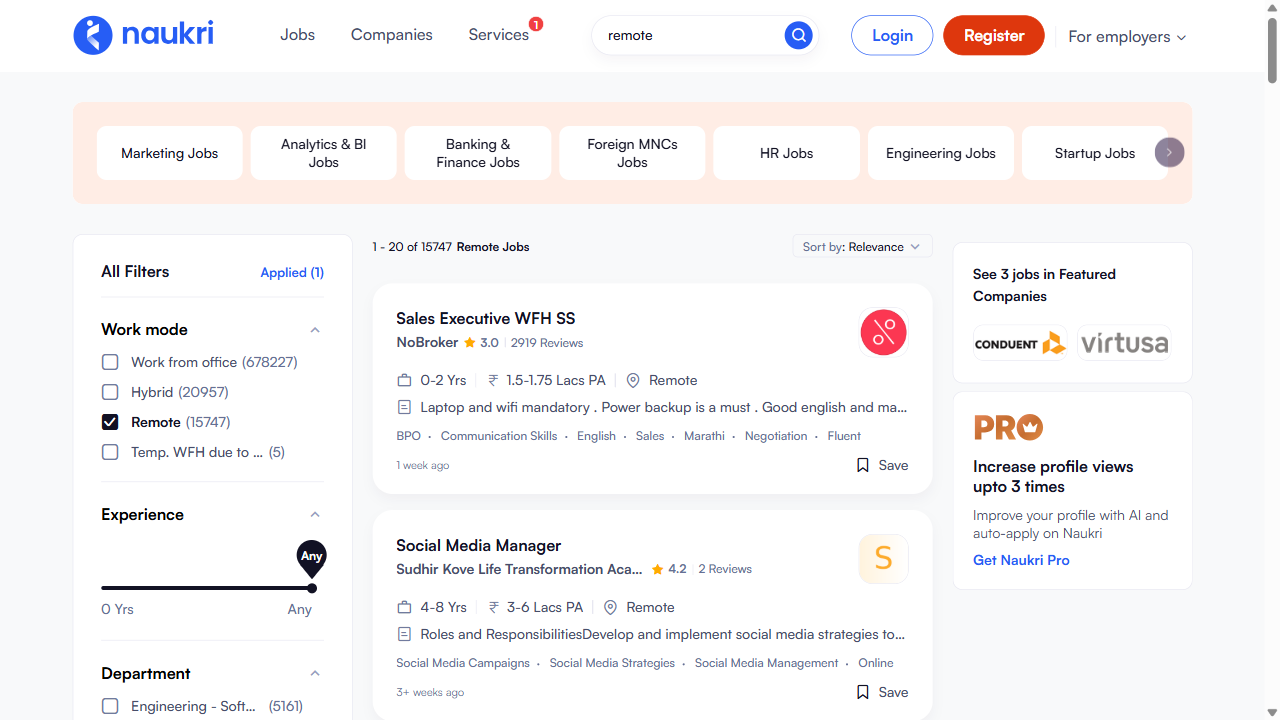 naukri
Jobs
Companies
Services
1
remote
Login
Register
For employers
Marketing Jobs
Analytics & BI
Jobs
Banking &
Finance Jobs
Foreign MNCs
Jobs
HR Jobs
Engineering Jobs
Startup Jobs
All Filters
Applied (1)
Work mode
Work from office (678227)
Hybrid (20957)
Remote (15747)
Temp. WFH due to ... (5)
Experience
Any
0 Yrs
Any
Department
Engineering - Soft... (5161)
1 - 20 of 15747 Remote Jobs
Sort by: Relevance
Sales Executive WFH SS
NoBroker 3.0 2919 Reviews
0-2 Yrs ₹ 1.5-1.75 Lacs PA Remote
Laptop and wifi mandatory . Power backup is a must . Good english and ma...
BPO · Communication Skills · English · Sales · Marathi · Negotiation · Fluent
1 week ago
Save
Social Media Manager
Sudhir Kove Life Transformation Aca... 4.2 2 Reviews
S
4-8 Yrs ₹ 3-6 Lacs PA Remote
Roles and ResponsibilitiesDevelop and implement social media strategies to...
Social Media Campaigns · Social Media Strategies · Social Media Management · Online
3+ weeks ago
Save
See 3 jobs in Featured
Companies
CONDUENT
virtusa
PRO
Increase profile views
upto 3 times
Improve your profile with AI and
auto-apply on Naukri
Get Naukri Pro